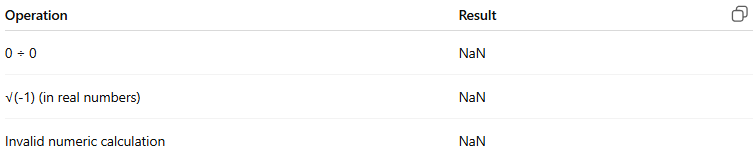 Operation Result
0 ÷ 0 NaN
√(-1) (in real numbers) NaN
Invalid numeric calculation NaN